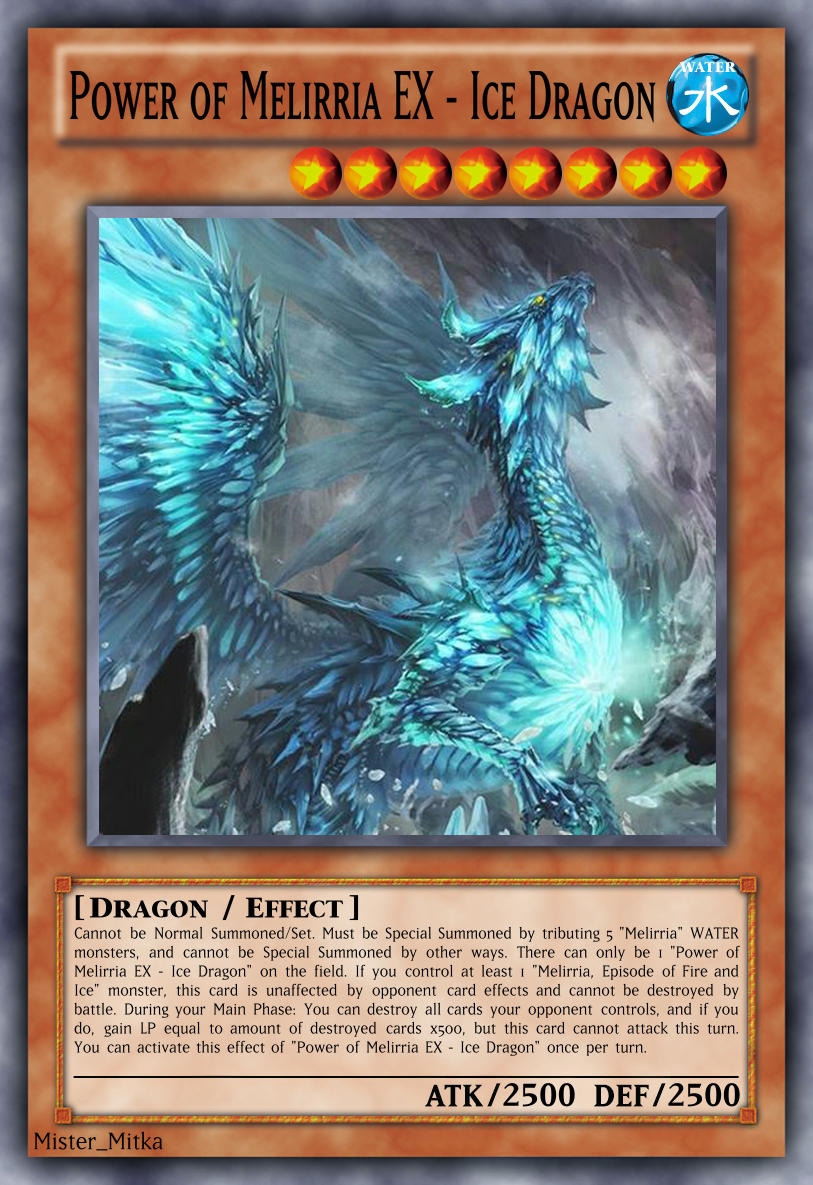 Power of Melirria EX - Ice Dragon
WATER
水
[ Dragon / Effect ]
Cannot be Normal Summoned/Set. Must be Special Summoned by tributing 5 "Melirria" WATER
monsters, and cannot be Special Summoned by other ways. There can only be 1 "Power of
Melirria EX - Ice Dragon" on the field. If you control at least 1 "Melirria, Episode of Fire and
Ice" monster, this card is unaffected by opponent card effects and cannot be destroyed by
battle. During your Main Phase: You can destroy all cards your opponent controls, and if you
do, gain LP equal to amount of destroyed cards x500, but this card cannot attack this turn.
You can activate this effect of "Power of Melirria EX - Ice Dragon" once per turn.
ATK/2500 DEF/2500
Mister_Mitka